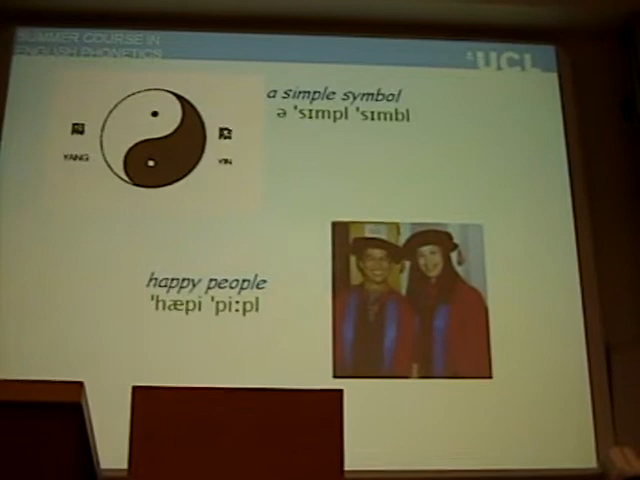 SUMMER COURSE IN
ENGLISH PHONETICS
UCL
a simple symbol
ə ˈsɪmpl ˈsɪmbl
YANG
YIN
happy people
ˈhæpi ˈpiːpl